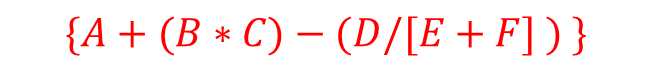 {A + (B * C) − (D/[E + F] ) }